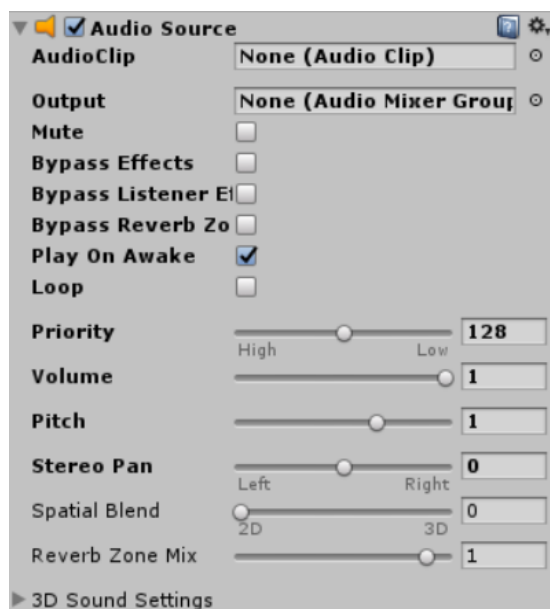 Audio Source
AudioClip None (Audio Clip)
Output None (Audio Mixer Group
Mute
Bypass Effects
Bypass Listener Ef
Bypass Reverb Zo
Play On Awake
Loop
Priority 128
High Low
Volume 1
Pitch 1
Stereo Pan 0
Left Right
Spatial Blend 0
2D 3D
Reverb Zone Mix 1
3D Sound Settings